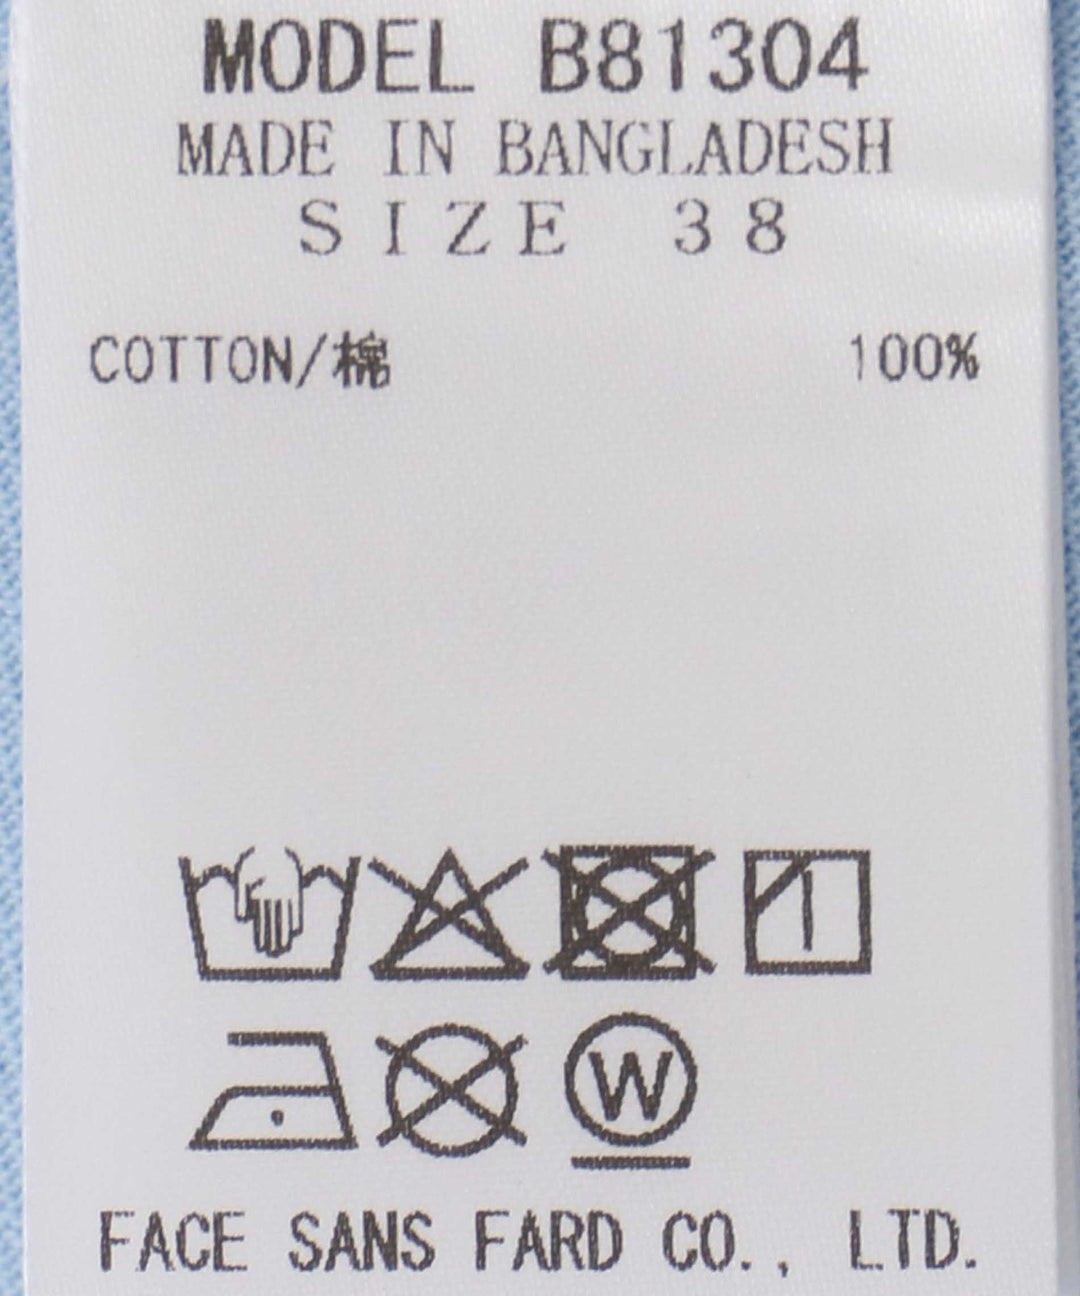 MODEL B81304
MADE IN BANGLADESH
SIZE 38
COTTON/棉 100%
W
FACE SANS FARD CO., LTD.